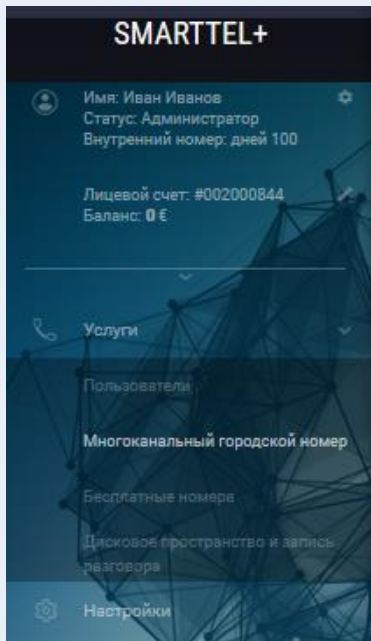 SMARTTEL+
Имя: Иван Иванов
Статус: Администратор
Внутренний номер: дней 100
Лицевой счет: #002000844
Баланс: 0 €
Услуги
Пользователи
Многоканальный городской номер
Бесплатные номера
Дисковое пространство и запись
разговора
Настройки